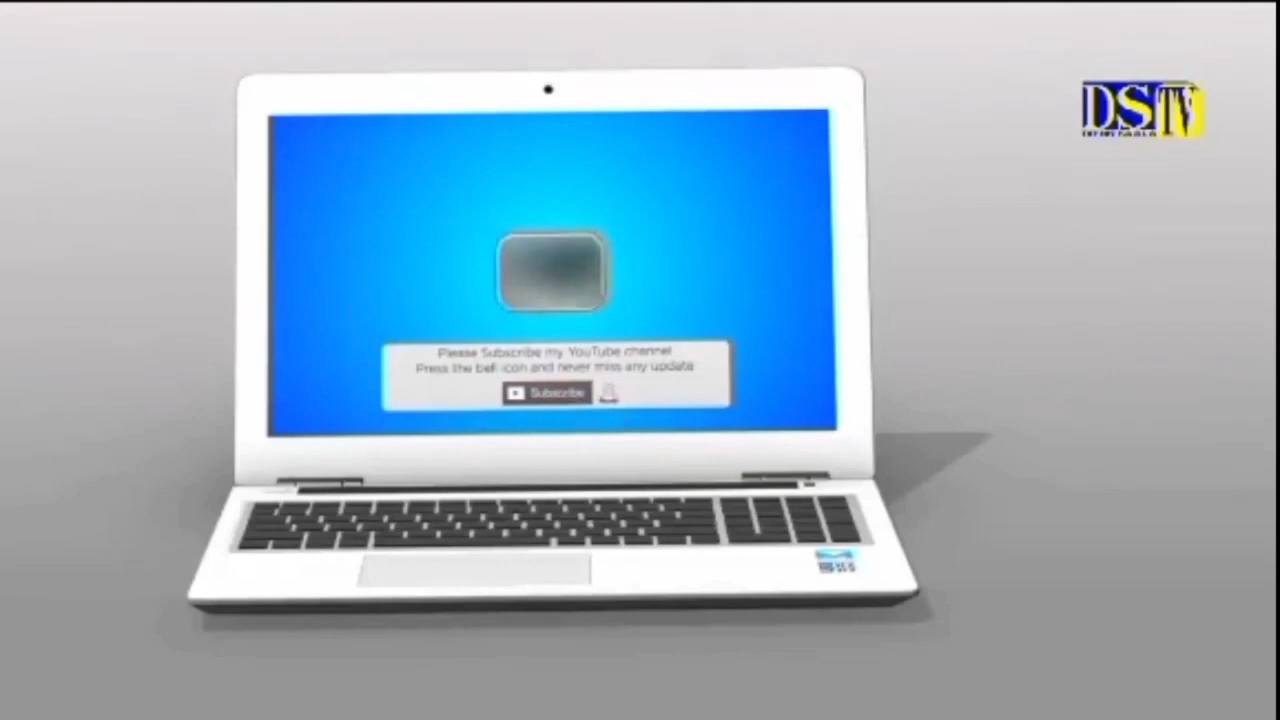 DSTV
Please Subscribe my YouTube channel
Press the bell icon and never miss any update
Subscribe